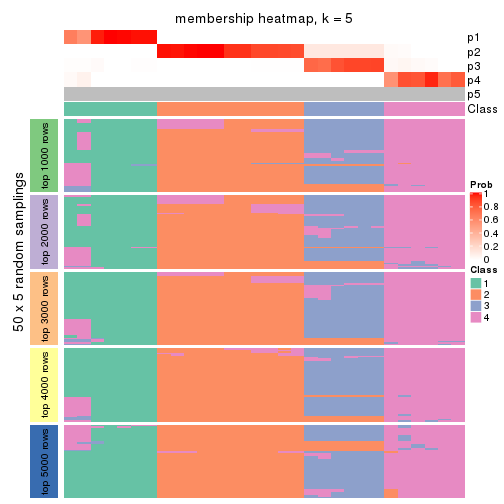 membership heatmap, k = 5
p1
p2
p3
p4
p5
Class
50 x 5 random samplings
top 1000 rows
top 2000 rows
top 3000 rows
top 4000 rows
top 5000 rows
Prob
1
0.8
0.6
0.4
0.2
0
Class
1
2
3
4